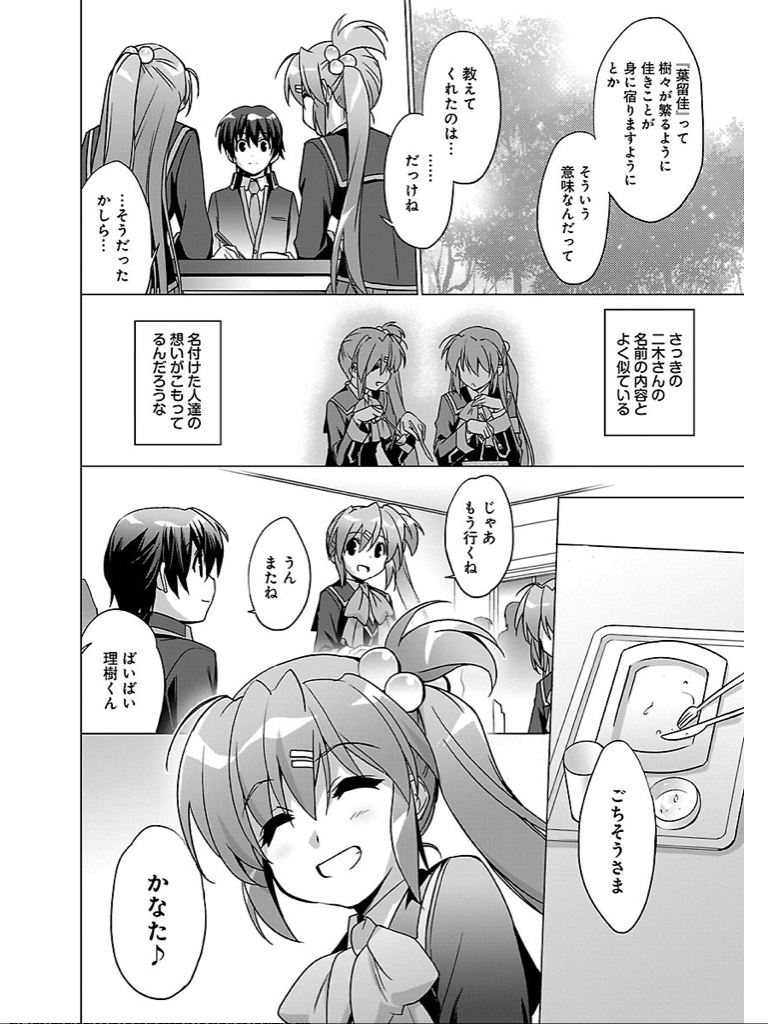 『葉留佳』って
樹々が繁るように
佳きことが
身に宿りますように
とか
そういう
意味なんだって
教えて
くれたのは…
……
だっけね
…そうだった
かしら…
さっきの
二木さんの
名前の内容と
よく似ている
名付けた人達の
想いがこもって
るんだろうな
ごちそうさま
じゃあ
もう行くね
うん
またね
ばいばい
理樹くん
かなた♪